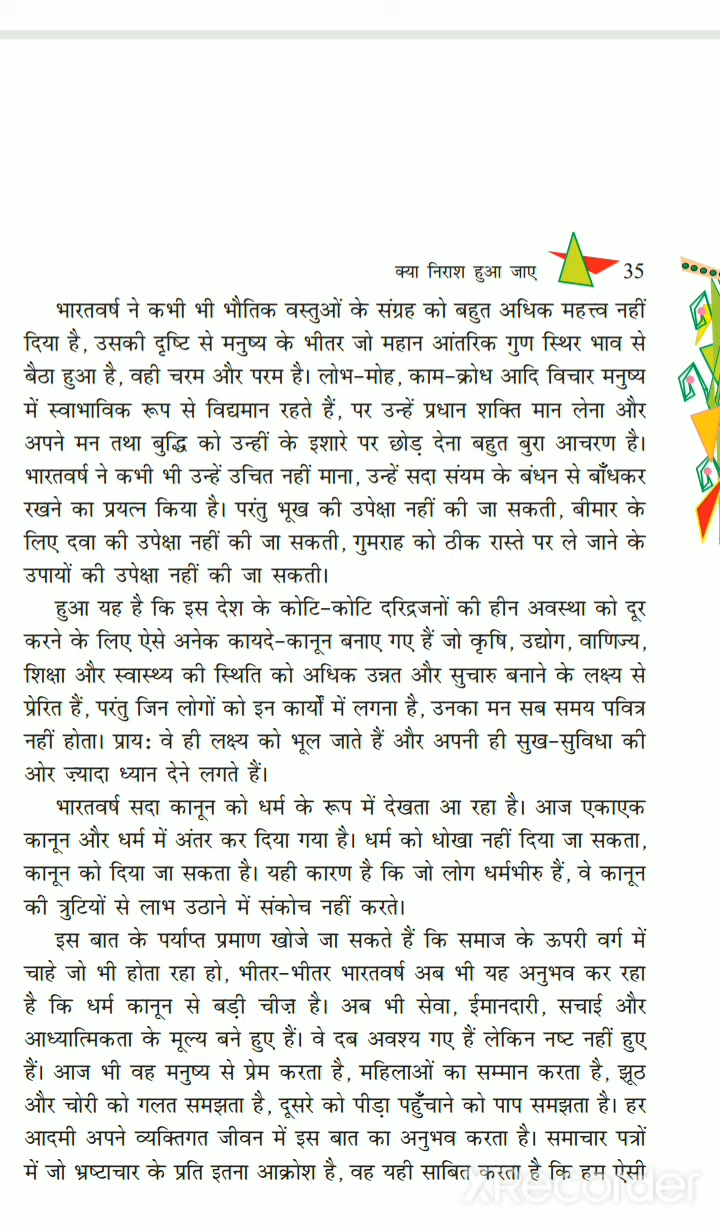 क्या निराश हुआ जाए 35
भारतवर्ष ने कभी भी भौतिक वस्तुओं के संग्रह को बहुत अधिक महत्त्व नहीं
दिया है, उसकी दृष्टि से मनुष्य के भीतर जो महान आंतरिक गुण स्थिर भाव से
बैठा हुआ है, वही चरम और परम है। लोभ-मोह, काम-क्रोध आदि विचार मनुष्य
में स्वाभाविक रूप से विद्यमान रहते हैं, पर उन्हें प्रधान शक्ति मान लेना और
अपने मन तथा बुद्धि को उन्हीं के इशारे पर छोड़ देना बहुत बुरा आचरण है।
भारतवर्ष ने कभी भी उन्हें उचित नहीं माना, उन्हें सदा संयम के बंधन से बाँधकर
रखने का प्रयत्न किया है। परंतु भूख की उपेक्षा नहीं की जा सकती, बीमार के
लिए दवा की उपेक्षा नहीं की जा सकती, गुमराह को ठीक रास्ते पर ले जाने के
उपायों की उपेक्षा नहीं की जा सकती।
हुआ यह है कि इस देश के कोटि-कोटि दरिद्रजनों की हीन अवस्था को दूर
करने के लिए ऐसे अनेक कायदे-कानून बनाए गए हैं जो कृषि, उद्योग, वाणिज्य,
शिक्षा और स्वास्थ्य की स्थिति को अधिक उन्नत और सुचारु बनाने के लक्ष्य से
प्रेरित हैं, परंतु जिन लोगों को इन कार्यों में लगना है, उनका मन सब समय पवित्र
नहीं होता। प्राय: वे ही लक्ष्य को भूल जाते हैं और अपनी ही सुख-सुविधा की
ओर ज़्यादा ध्यान देने लगते हैं।
भारतवर्ष सदा कानून को धर्म के रूप में देखता आ रहा है। आज एकाएक
कानून और धर्म में अंतर कर दिया गया है। धर्म को धोखा नहीं दिया जा सकता,
कानून को दिया जा सकता है। यही कारण है कि जो लोग धर्मभीरु हैं, वे कानून
की त्रुटियों से लाभ उठाने में संकोच नहीं करते।
इस बात के पर्याप्त प्रमाण खोजे जा सकते हैं कि समाज के ऊपरी वर्ग में
चाहे जो भी होता रहा हो, भीतर-भीतर भारतवर्ष अब भी यह अनुभव कर रहा
है कि धर्म कानून से बड़ी चीज़ है। अब भी सेवा, ईमानदारी, सचाई और
आध्यात्मिकता के मूल्य बने हुए हैं। वे दब अवश्य गए हैं लेकिन नष्ट नहीं हुए
हैं। आज भी वह मनुष्य से प्रेम करता है, महिलाओं का सम्मान करता है, झूठ
और चोरी को गलत समझता है, दूसरे को पीड़ा पहुँचाने को पाप समझता है। हर
आदमी अपने व्यक्तिगत जीवन में इस बात का अनुभव करता है। समाचार पत्रों
में जो भ्रष्टाचार के प्रति इतना आक्रोश है, वह यही साबित करता है कि हम ऐसी
XRecorder